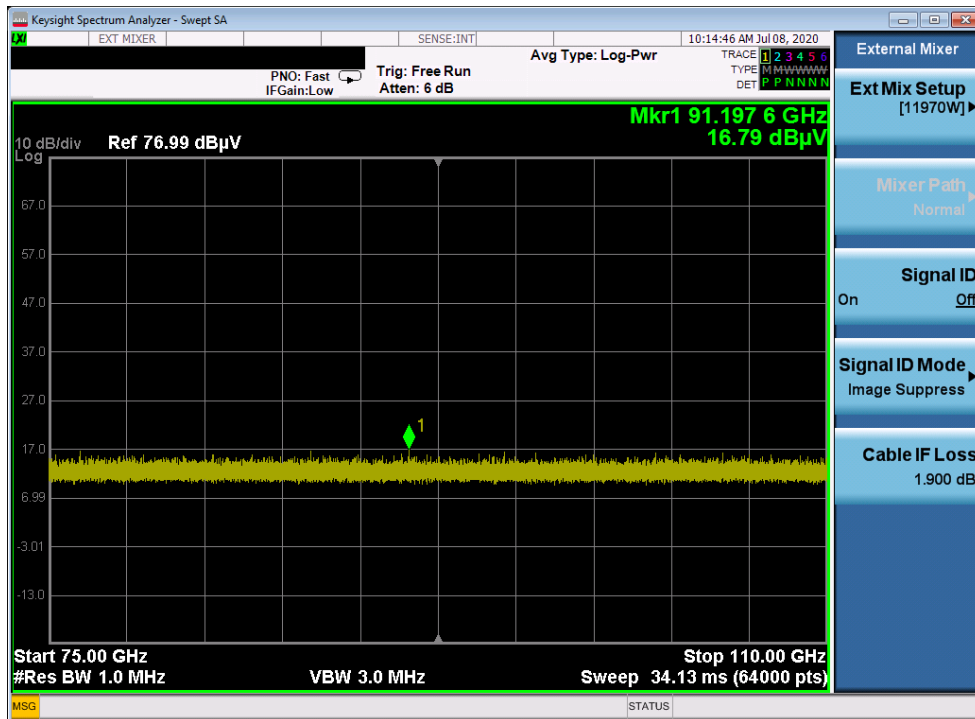 Keysight Spectrum Analyzer - Swept SA
LXI EXT MIXER SENSE:INT 10:14:46 AM Jul 08, 2020
PNO: Fast
IFGain:Low
Trig: Free Run
Atten: 6 dB
Avg Type: Log-Pwr
TRACE 1 2 3 4 5 6
TYPE M M W W W W
DET P P N N N N
Mkr1 91.197 6 GHz
16.79 dBµV
10 dB/div Ref 76.99 dBµV
Log
67.0
57.0
47.0
37.0
27.0
1
17.0
6.99
-3.01
-13.0
Start 75.00 GHz Stop 110.00 GHz
#Res BW 1.0 MHz VBW 3.0 MHz Sweep 34.13 ms (64000 pts)
MSG STATUS
External Mixer
Ext Mix Setup
[11970W]
Mixer Path
Normal
Signal ID
On Off
Signal ID Mode
Image Suppress
Cable IF Loss
1.900 dB